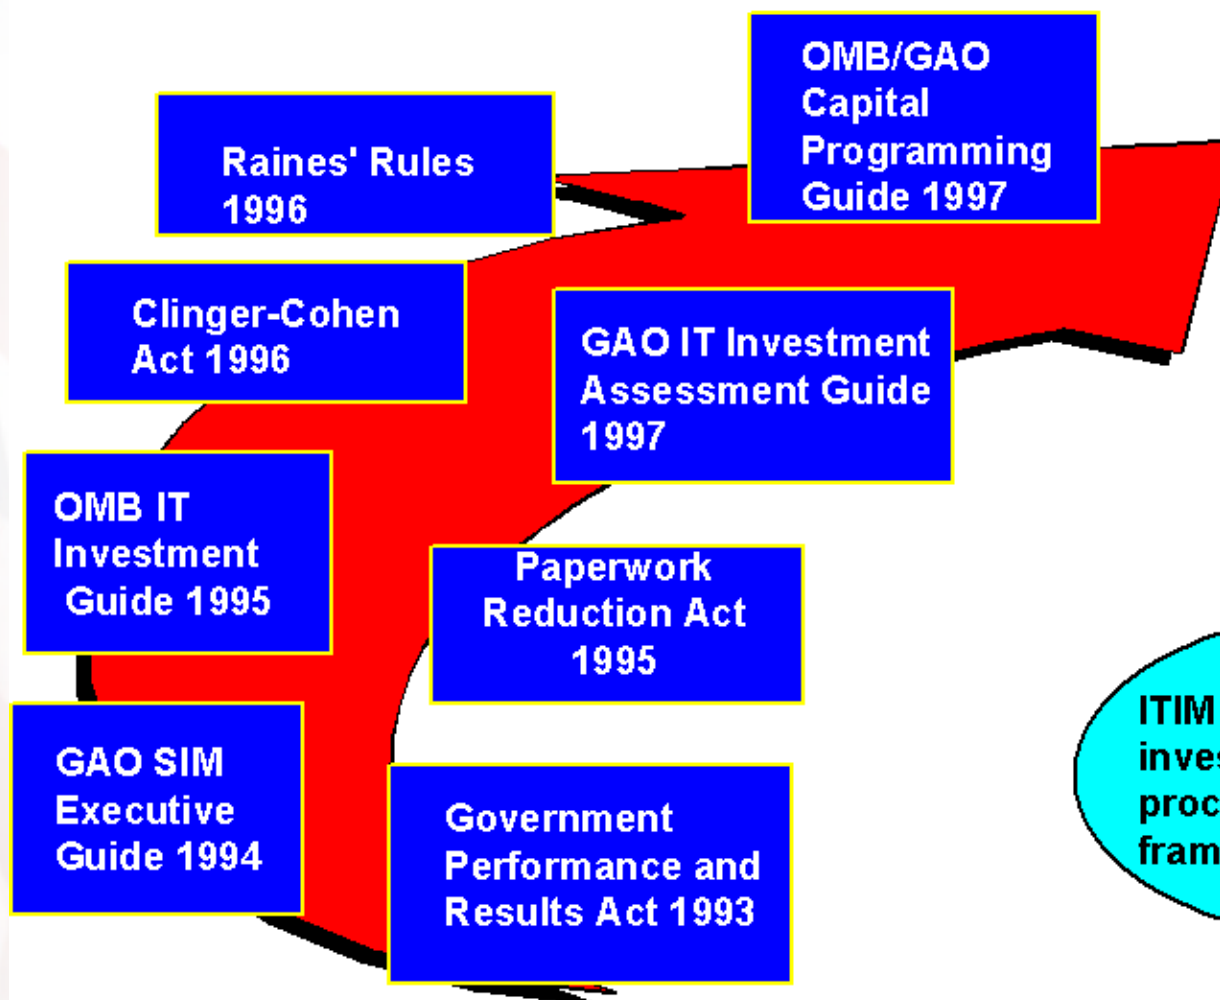 OMB/GAO
Capital
Programming
Guide 1997
Raines' Rules
1996
Clinger-Cohen
Act 1996
GAO IT Investment
Assessment Guide
1997
OMB IT
Investment
Guide 1995
Paperwork
Reduction Act
1995
GAO SIM
Executive
Guide 1994
Government
Performance and
Results Act 1993
ITIM